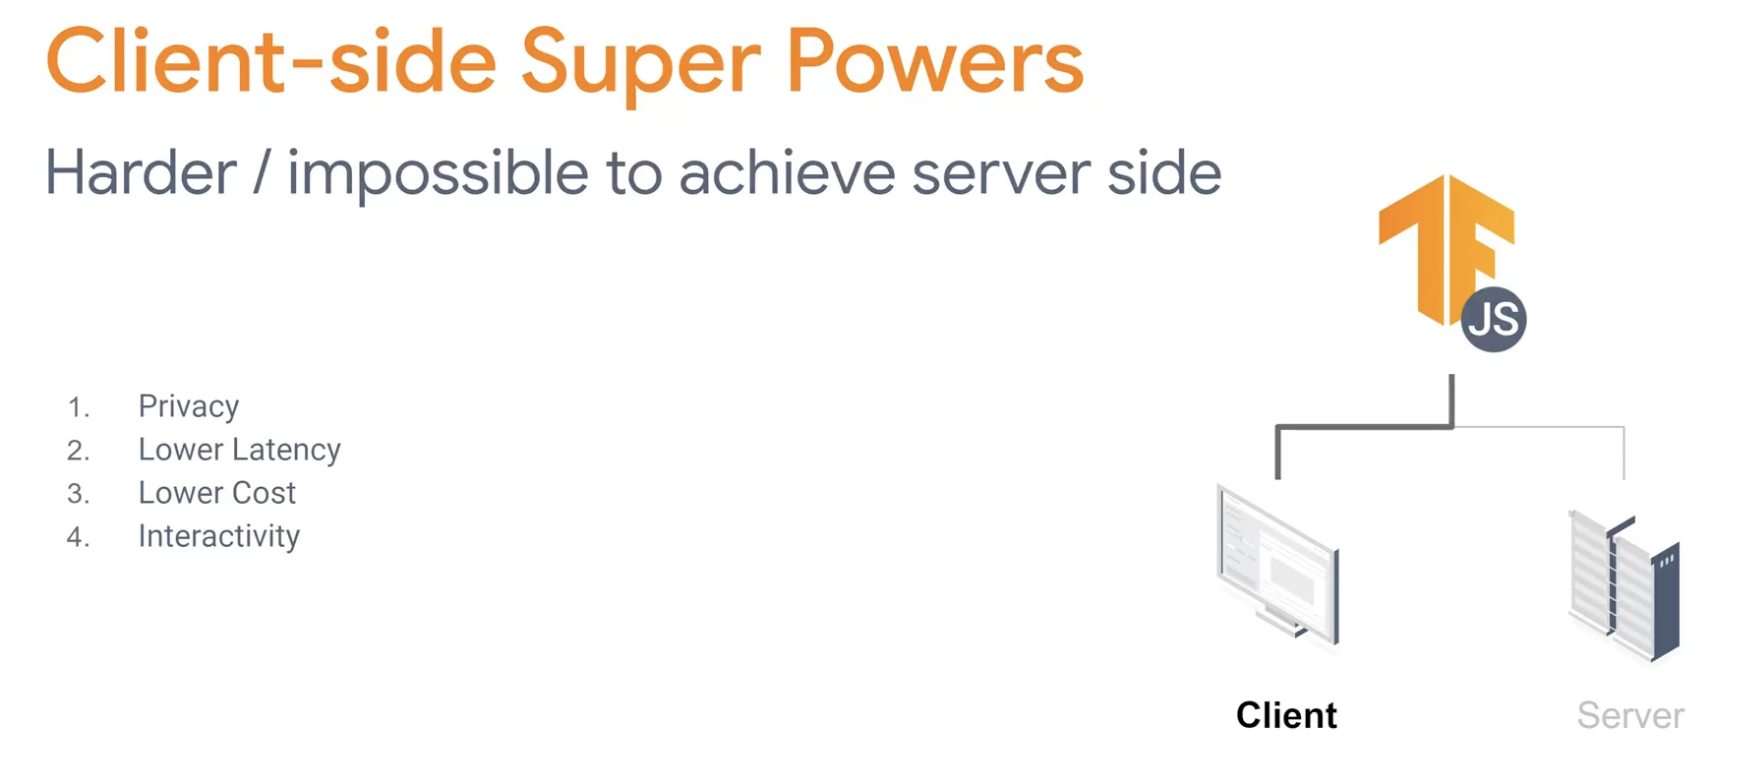 Client-side Super Powers
Harder / impossible to achieve server side
JS
1. Privacy
2. Lower Latency
3. Lower Cost
4. Interactivity
Client
Server